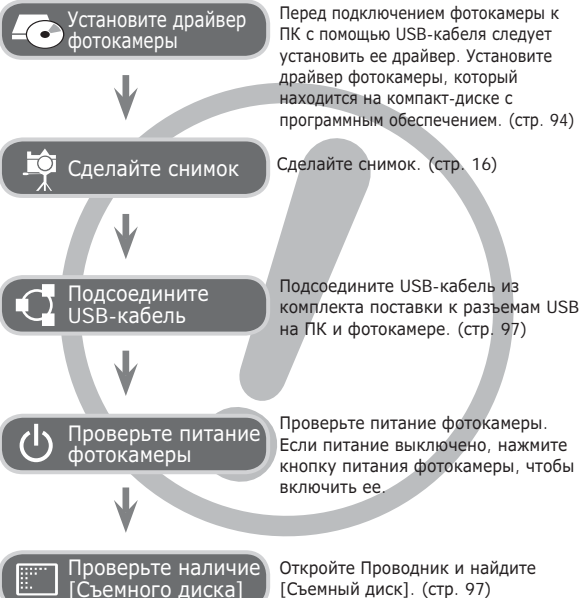 Установите драйвер
фотокамеры
Перед подключением фотокамеры к
ПК с помощью USB-кабеля следует
установить ее драйвер. Установите
драйвер фотокамеры, который
находится на компакт-диске с
программным обеспечением. (стр. 94)
Сделайте снимок
Сделайте снимок. (стр. 16)
Подсоедините
USB-кабель
Подсоедините USB-кабель из
комплекта поставки к разъемам USB
на ПК и фотокамере. (стр. 97)
Проверьте питание
фотокамеры
Проверьте питание фотокамеры.
Если питание выключено, нажмите
кнопку питания фотокамеры, чтобы
включить ее.
Проверьте наличие
[Съемного диска]
Откройте Проводник и найдите
[Съемный диск]. (стр. 97)